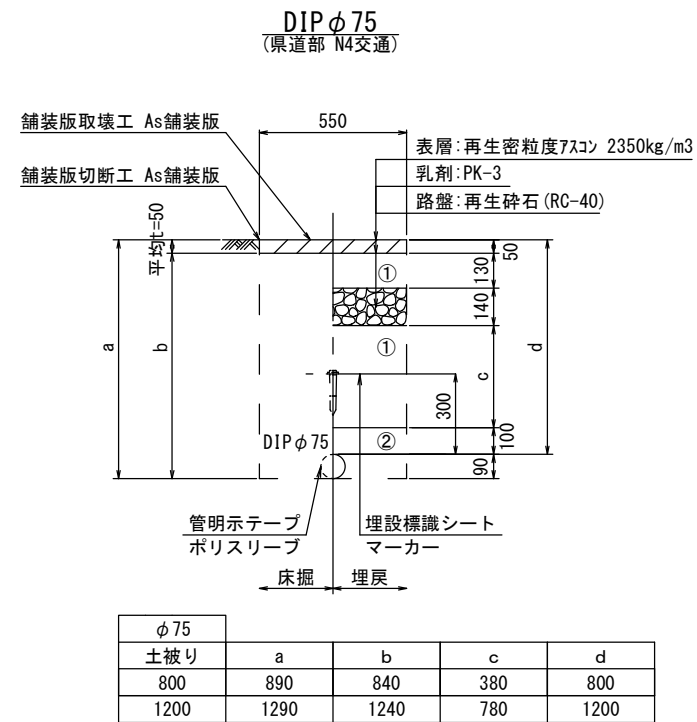 DIPφ75
(県道部 N4交通)
舗装版取壊工 As舗装版
550
表層:再生密粒度アスコン 2350kg/m3
舗装版切断工 As舗装版
乳剤:PK-3
路盤:再生砕石(RC-40)
平均t=50
50
①
130
140
a
b
①
c
d
300
DIPφ75
②
100
90
管明示テープ
埋設標識シート
ポリスリーブ
マーカー
床掘
埋戻
φ75
土被り a b c d
800 890 840 380 800
1200 1290 1240 780 1200